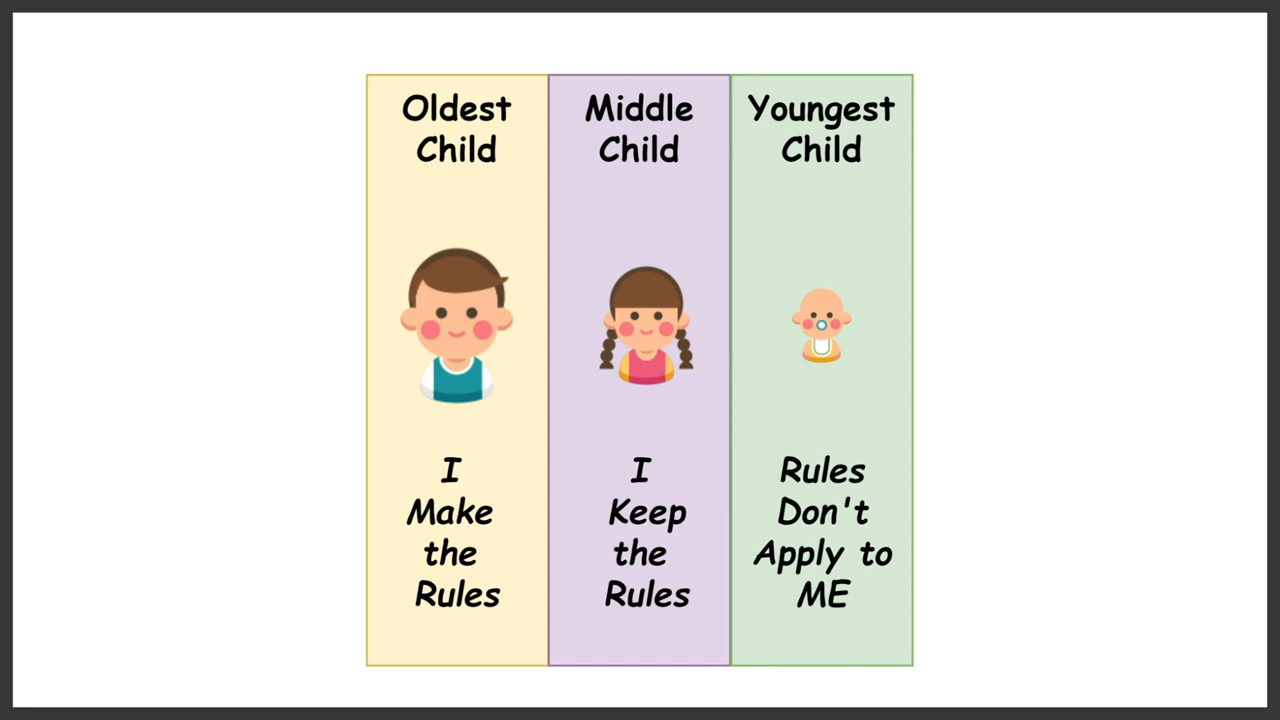 Oldest
Child
I
Make
the
Rules
Middle
Child
I
Keep
the
Rules
Youngest
Child
Rules
Don't
Apply to
ME